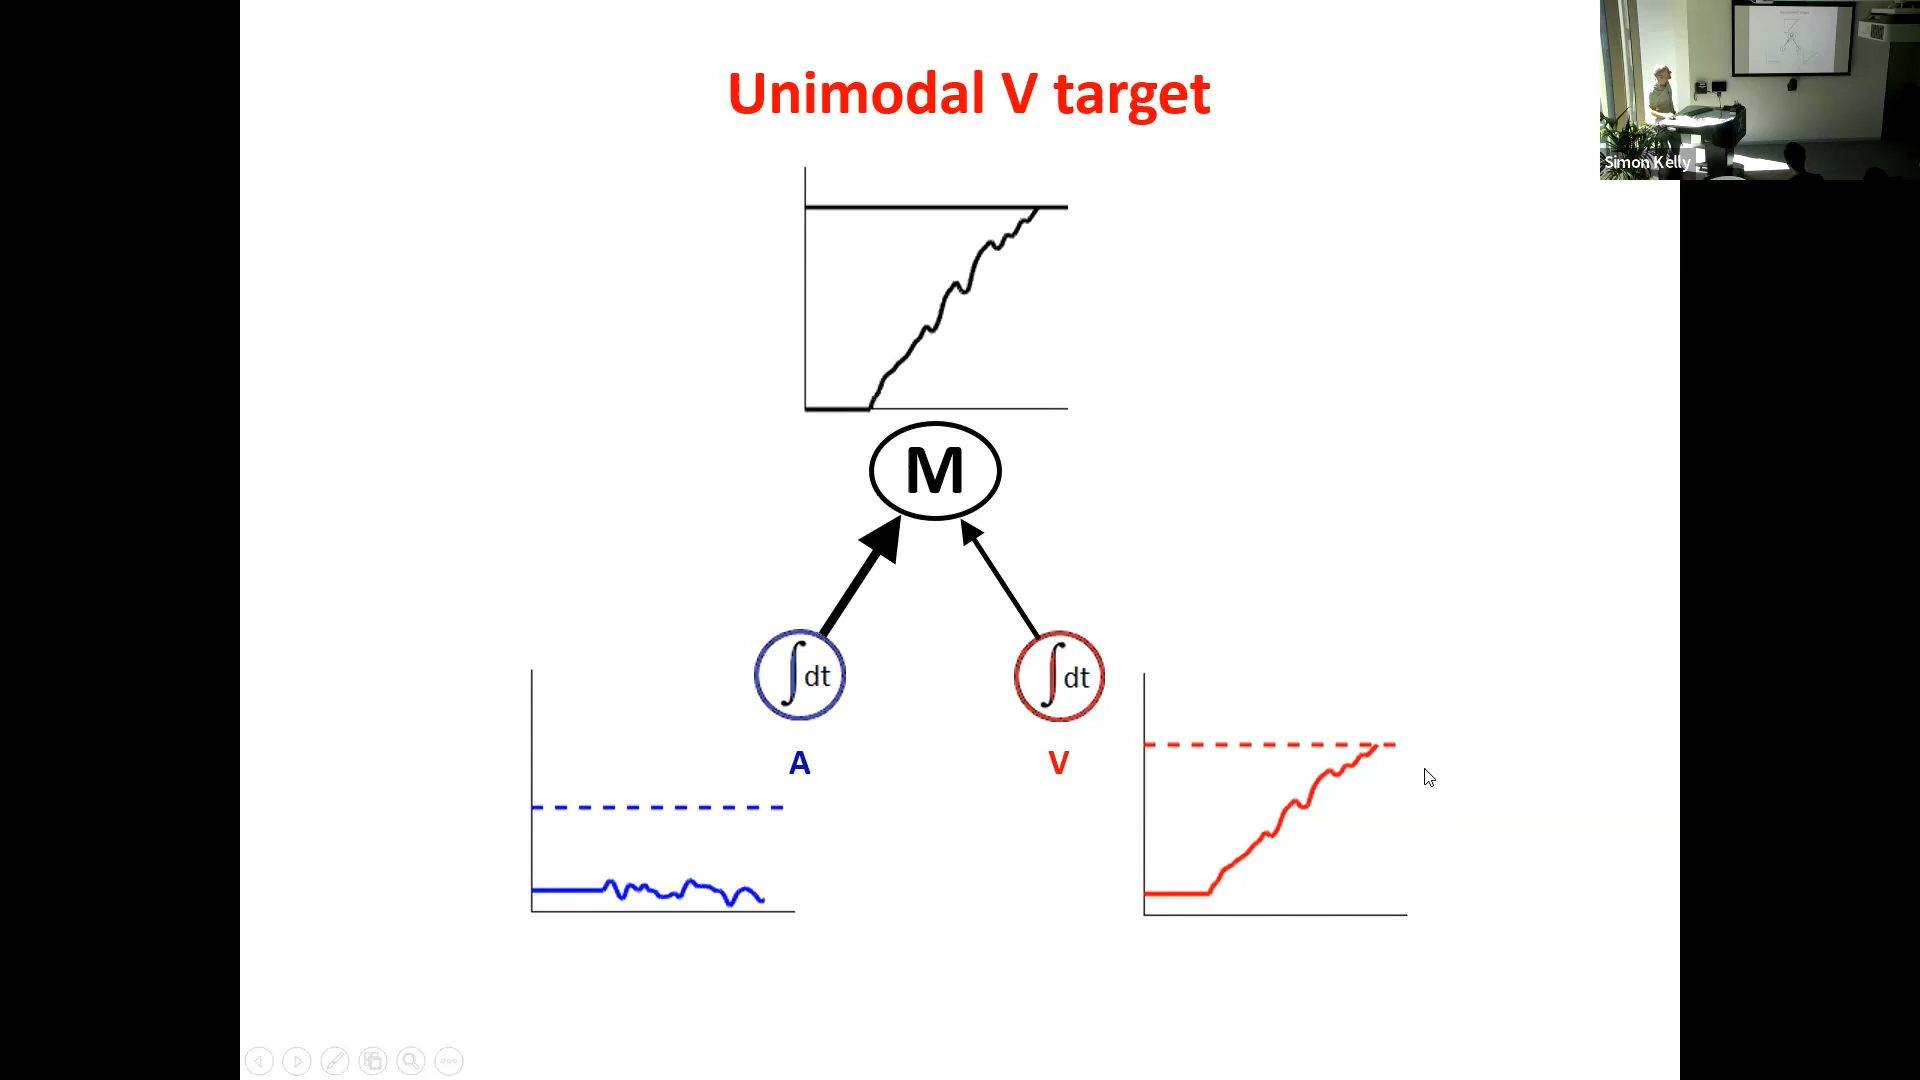 Unimodal V target
Simon Kelly
M
∫dt
∫dt
A
V